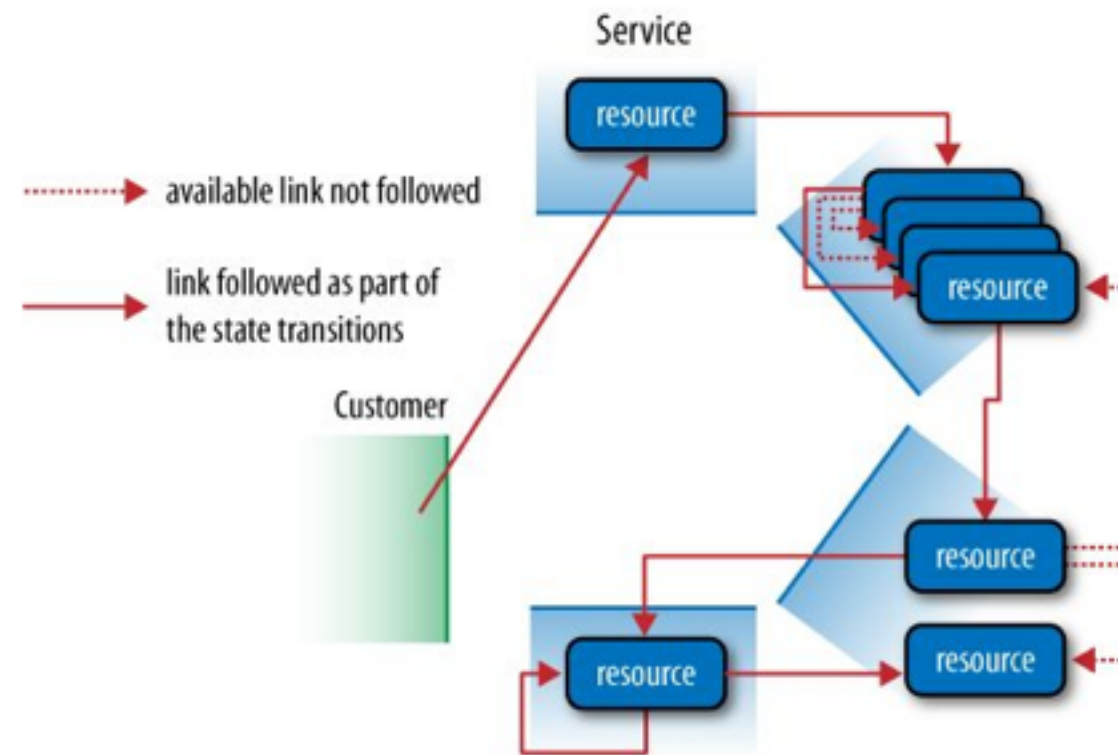 Service
resource
available link not followed
link followed as part of
the state transitions
resource
Customer
resource
resource
resource